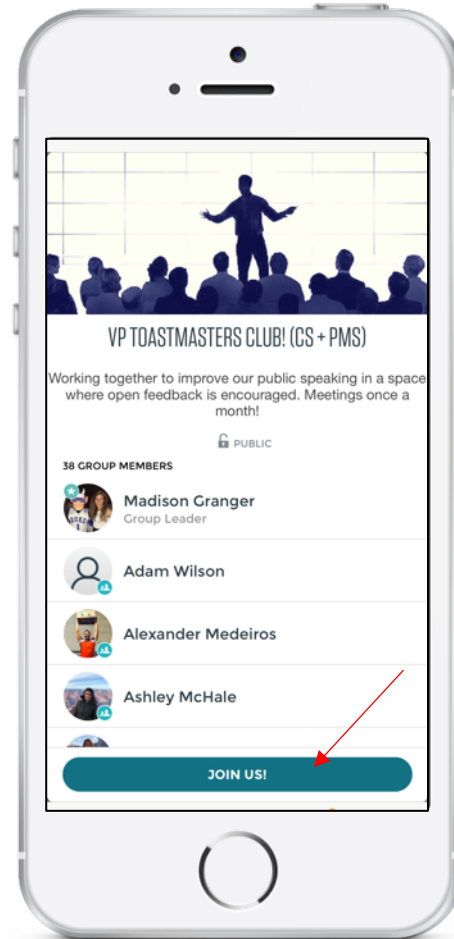 VP TOASTMASTERS CLUB! (CS + PMS)
Working together to improve our public speaking in a space
where open feedback is encouraged. Meetings once a
month!
PUBLIC
38 GROUP MEMBERS
Madison Granger
Group Leader
Adam Wilson
Alexander Medeiros
Ashley McHale
JOIN US!